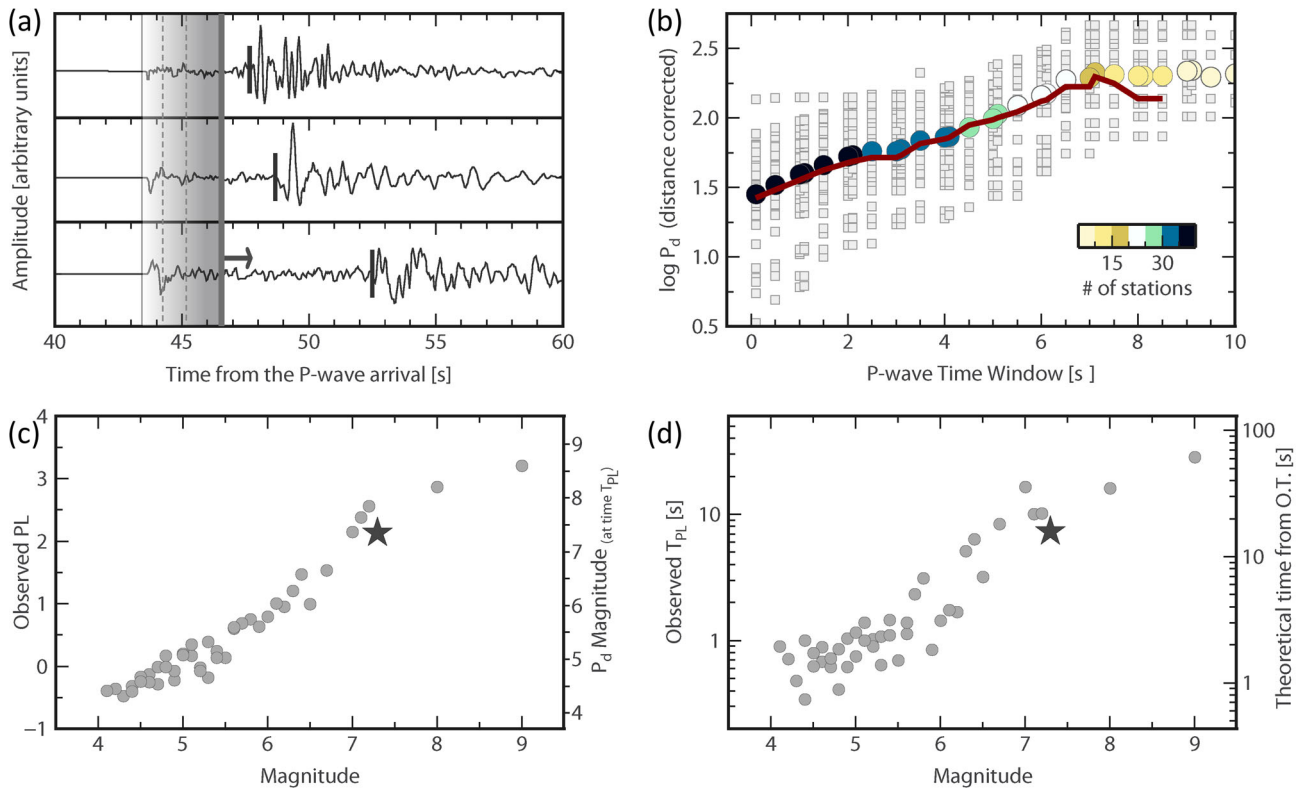 (a)
Amplitude [arbitrary units]
40 45 50 55 60
Time from the P-wave arrival [s]
(b)
log P_d (distance corrected)
2.5
2.0
1.5
1.0
0.5
15 30
# of stations
0 2 4 6 8 10
P-wave Time Window [s ]
(c)
Observed PL
4
3
2
1
0
−1
4 5 6 7 8 9
Magnitude
9
8
7
6
5
4
P_d Magnitude (at time T_PL)
(d)
Observed T_PL [s]
10
1
4 5 6 7 8 9
Magnitude
100
10
1
Theoretical time from O.T. [s]